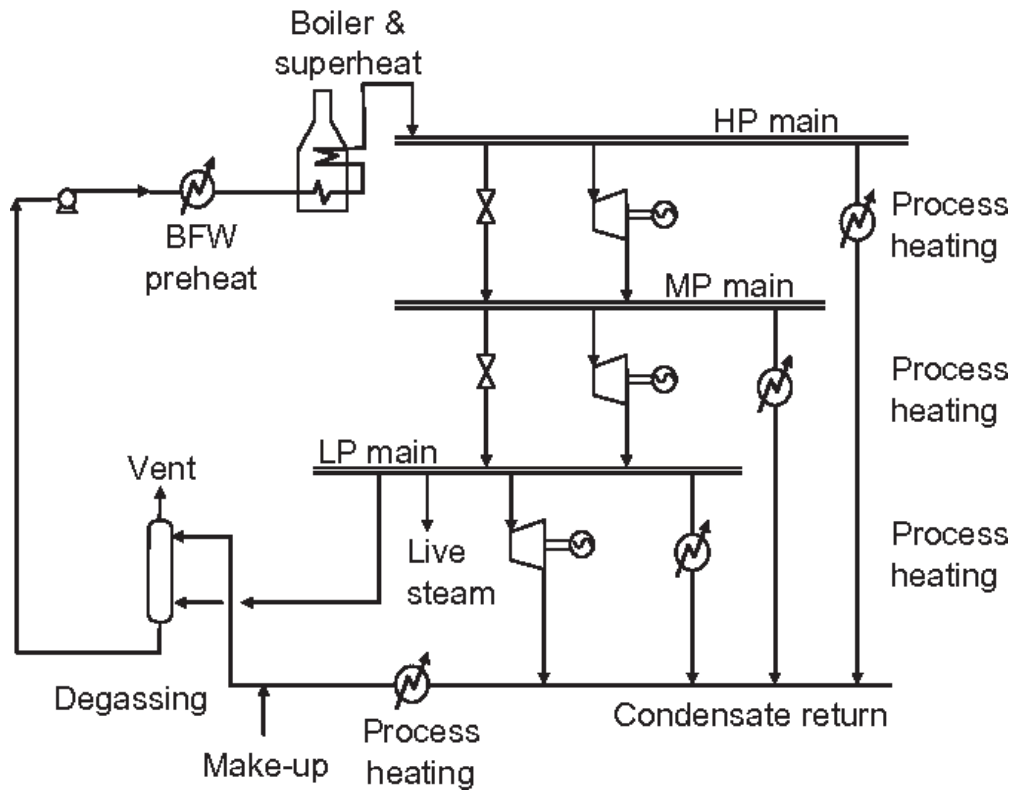 Boiler &
superheat
HP main
BFW
preheat
Process
heating
MP main
Process
heating
LP main
Vent
Live
steam
Process
heating
Degassing
Make-up
Process
heating
Condensate return